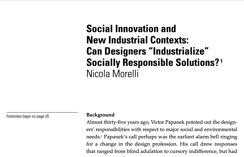 Social Innovation and
New Industrial Contexts:
Can Designers “Industrialize”
Socially Responsible Solutions?¹
Nicola Morelli
Footnotes begin on page 20.
Background
Almost thirty-five years ago, Victor Papanek pointed out the design-
ers’ responsibilities with respect to major social and environmental
needs.¹ Papanek’s call perhaps was the earliest alarm bell ringing
for a change in the design profession. His call drew responses
that ranged from blind adulation to cursory indifference, but had